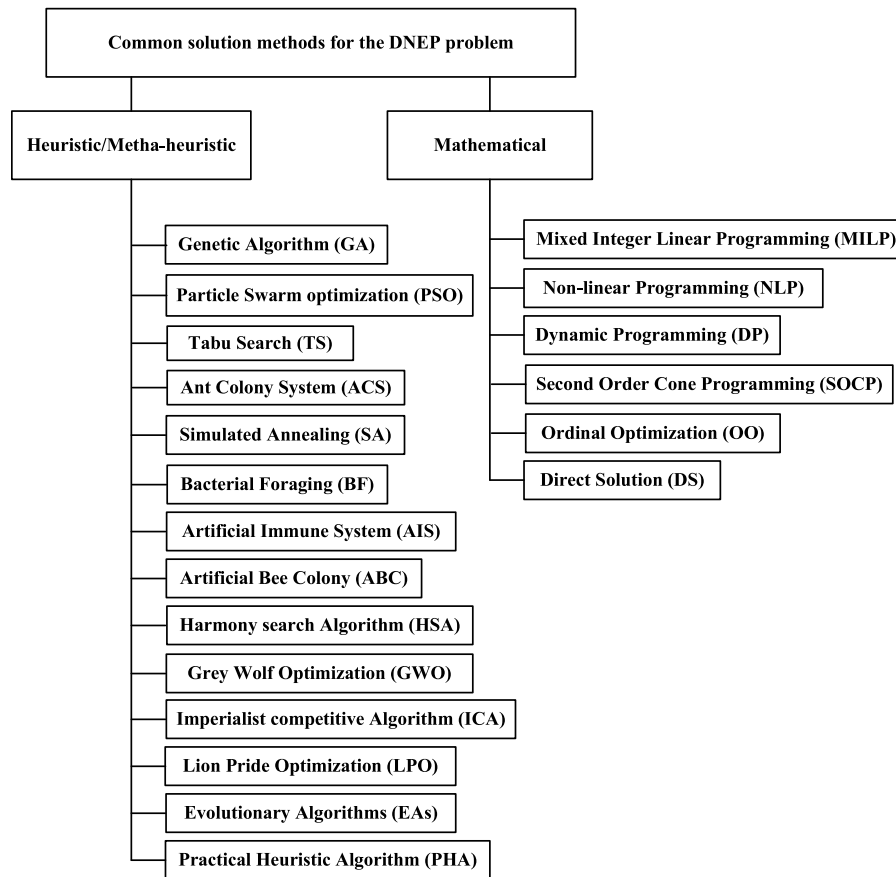 Common solution methods for the DNEP problem
Heuristic/Metha-heuristic
Mathematical
Genetic Algorithm (GA)
Particle Swarm optimization (PSO)
Tabu Search (TS)
Ant Colony System (ACS)
Simulated Annealing (SA)
Bacterial Foraging (BF)
Artificial Immune System (AIS)
Artificial Bee Colony (ABC)
Harmony search Algorithm (HSA)
Grey Wolf Optimization (GWO)
Imperialist competitive Algorithm (ICA)
Lion Pride Optimization (LPO)
Evolutionary Algorithms (EAs)
Practical Heuristic Algorithm (PHA)
Mixed Integer Linear Programming (MILP)
Non-linear Programming (NLP)
Dynamic Programming (DP)
Second Order Cone Programming (SOCP)
Ordinal Optimization (OO)
Direct Solution (DS)